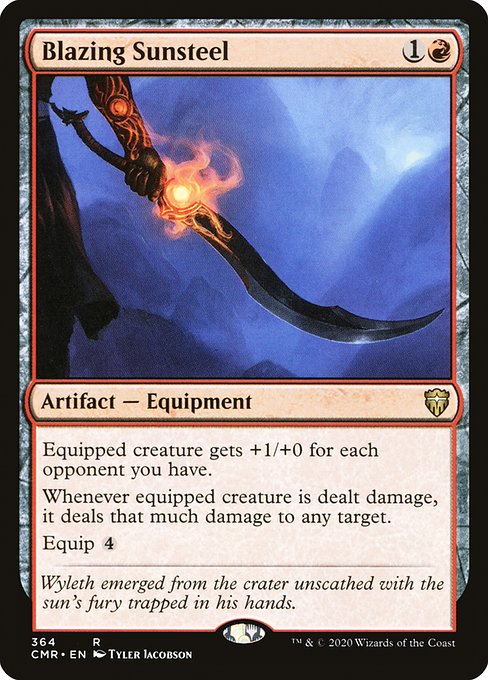 Blazing Sunsteel 1
Artifact — Equipment
Equipped creature gets +1/+0 for each
opponent you have.
Whenever equipped creature is dealt damage,
it deals that much damage to any target.
Equip 4
Wyleth emerged from the crater unscathed with the
sun's fury trapped in his hands.
364 R
CMR • EN Tyler Jacobson
™ & © 2020 Wizards of the Coast